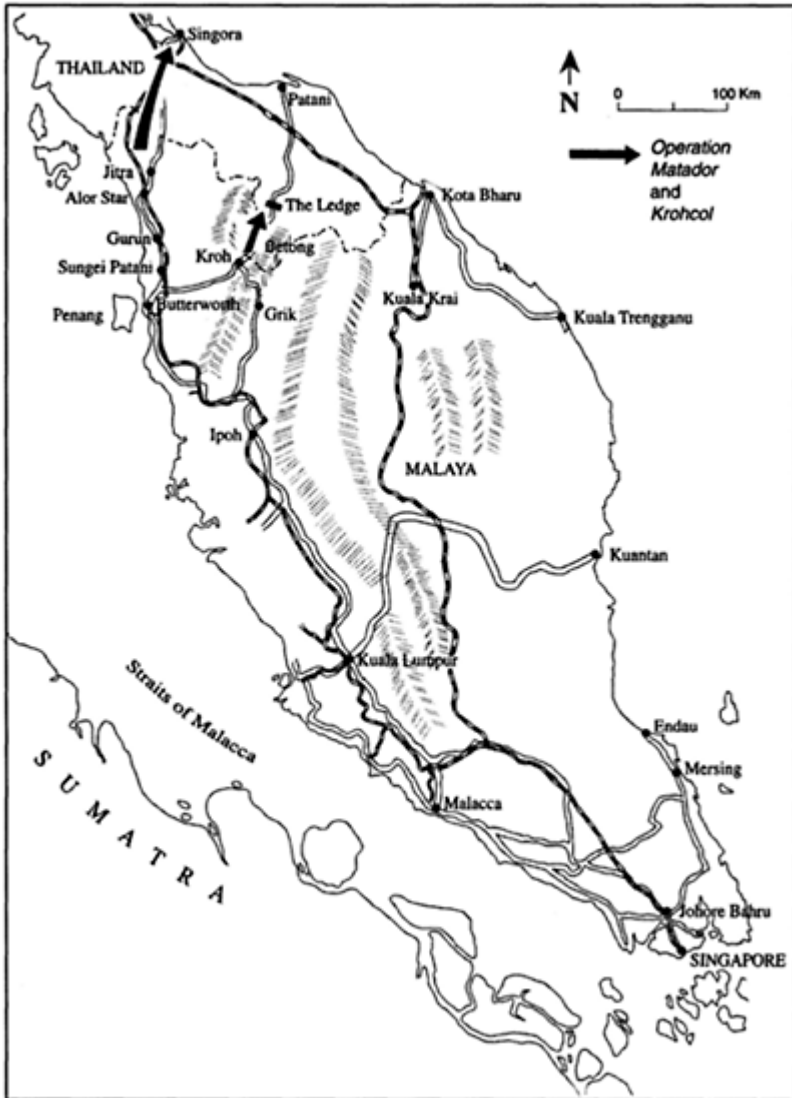 Singora
THAILAND
Patani
N
0 100 Km
Operation
Matador
and
Krohcol
Jitra
Alor Star
The Ledge
Kota Bharu
Gurun
Kroh
Betong
Sungei Patani
Kuala Krai
Penang
Butterworth
Grik
Kuala Trengganu
Ipoh
MALAYA
Kuantan
Kuala Lumpur
Straits of Malacca
Endau
Mersing
SUMATRA
Malacca
Johore Bahru
SINGAPORE